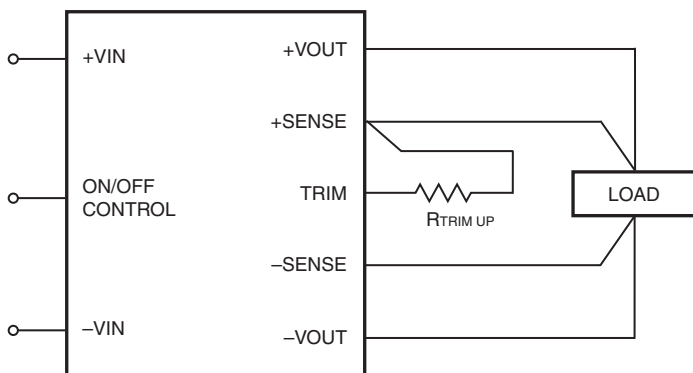 +VIN
ON/OFF
CONTROL
–VIN
+VOUT
+SENSE
TRIM
–SENSE
–VOUT
RTRIM UP
LOAD